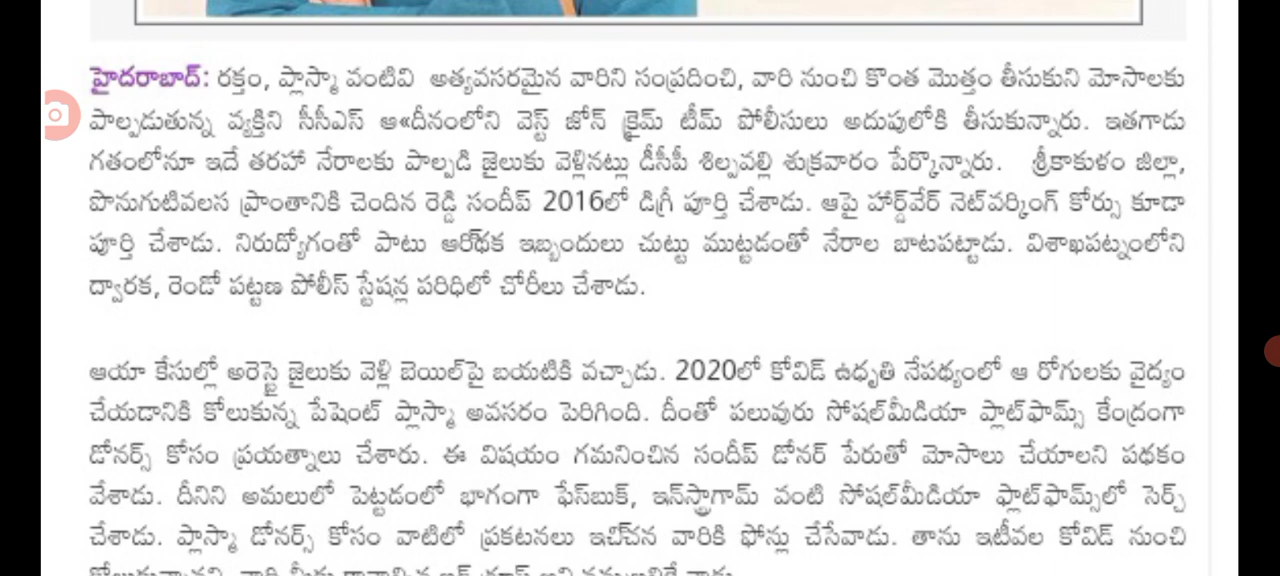 హైదరాబాద్: రక్తం, ప్లాస్మా వంటివి అత్యవసరమైన వారిని సంప్రదించి, వారి నుంచి కొంత మొత్తం తీసుకుని మోసాలకు
పాల్పడుతున్న వ్యక్తిని సీసీఎస్ ఆ«దీనంలోని వెస్ట్ జోన్ క్రైమ్ టీమ్ పోలీసులు అదుపులోకి తీసుకున్నారు. ఇతగాడు
గతంలోనూ ఇదే తరహా నేరాలకు పాల్పడి జైలుకు వెళ్లినట్లు డీసీపీ శిల్పవల్లి శుక్రవారం పేర్కొన్నారు. శ్రీకాకుళం జిల్లా,
పొనుగుటివలస ప్రాంతానికి చెందిన రెడ్డి సందీప్ 2016లో డిగ్రీ పూర్తి చేశాడు. ఆపై హార్డ్‌వేర్ నెట్‌వర్కింగ్ కోర్సు కూడా
పూర్తి చేశాడు. నిరుద్యోగంతో పాటు ఆరి్థక ఇబ్బందులు చుట్టు ముట్టడంతో నేరాల బాటపట్టాడు. విశాఖపట్నంలోని
ద్వారక, రెండో పట్టణ పోలీస్ స్టేషన్ల పరిధిలో చోరీలు చేశాడు.
ఆయా కేసుల్లో అరెస్టై జైలుకు వెళ్లి బెయిల్‌పై బయటికి వచ్చాడు. 2020లో కోవిడ్ ఉధృతి నేపథ్యంలో ఆ రోగులకు వైద్యం
చేయడానికి కోలుకున్న పేషెంట్ ప్లాస్మా అవసరం పెరిగింది. దీంతో పలువురు సోషల్‌మీడియా ప్లాట్‌ఫామ్స్ కేంద్రంగా
డోనర్స్ కోసం ప్రయత్నాలు చేశారు. ఈ విషయం గమనించిన సందీప్ డోనర్ పేరుతో మోసాలు చేయాలని పథకం
వేశాడు. దీనిని అమలులో పెట్టడంలో భాగంగా ఫేస్‌బుక్, ఇన్‌స్ట్రాగామ్ వంటి సోషల్‌మీడియా ఫ్లాట్‌ఫామ్స్‌లో సెర్చ్
చేశాడు. ప్లాస్మా డోనర్స్ కోసం వాటిలో ప్రకటనలు ఇచి్చన వారికి ఫోన్లు చేసేవాడు. తాను ఇటీవల కోవిడ్ నుంచి